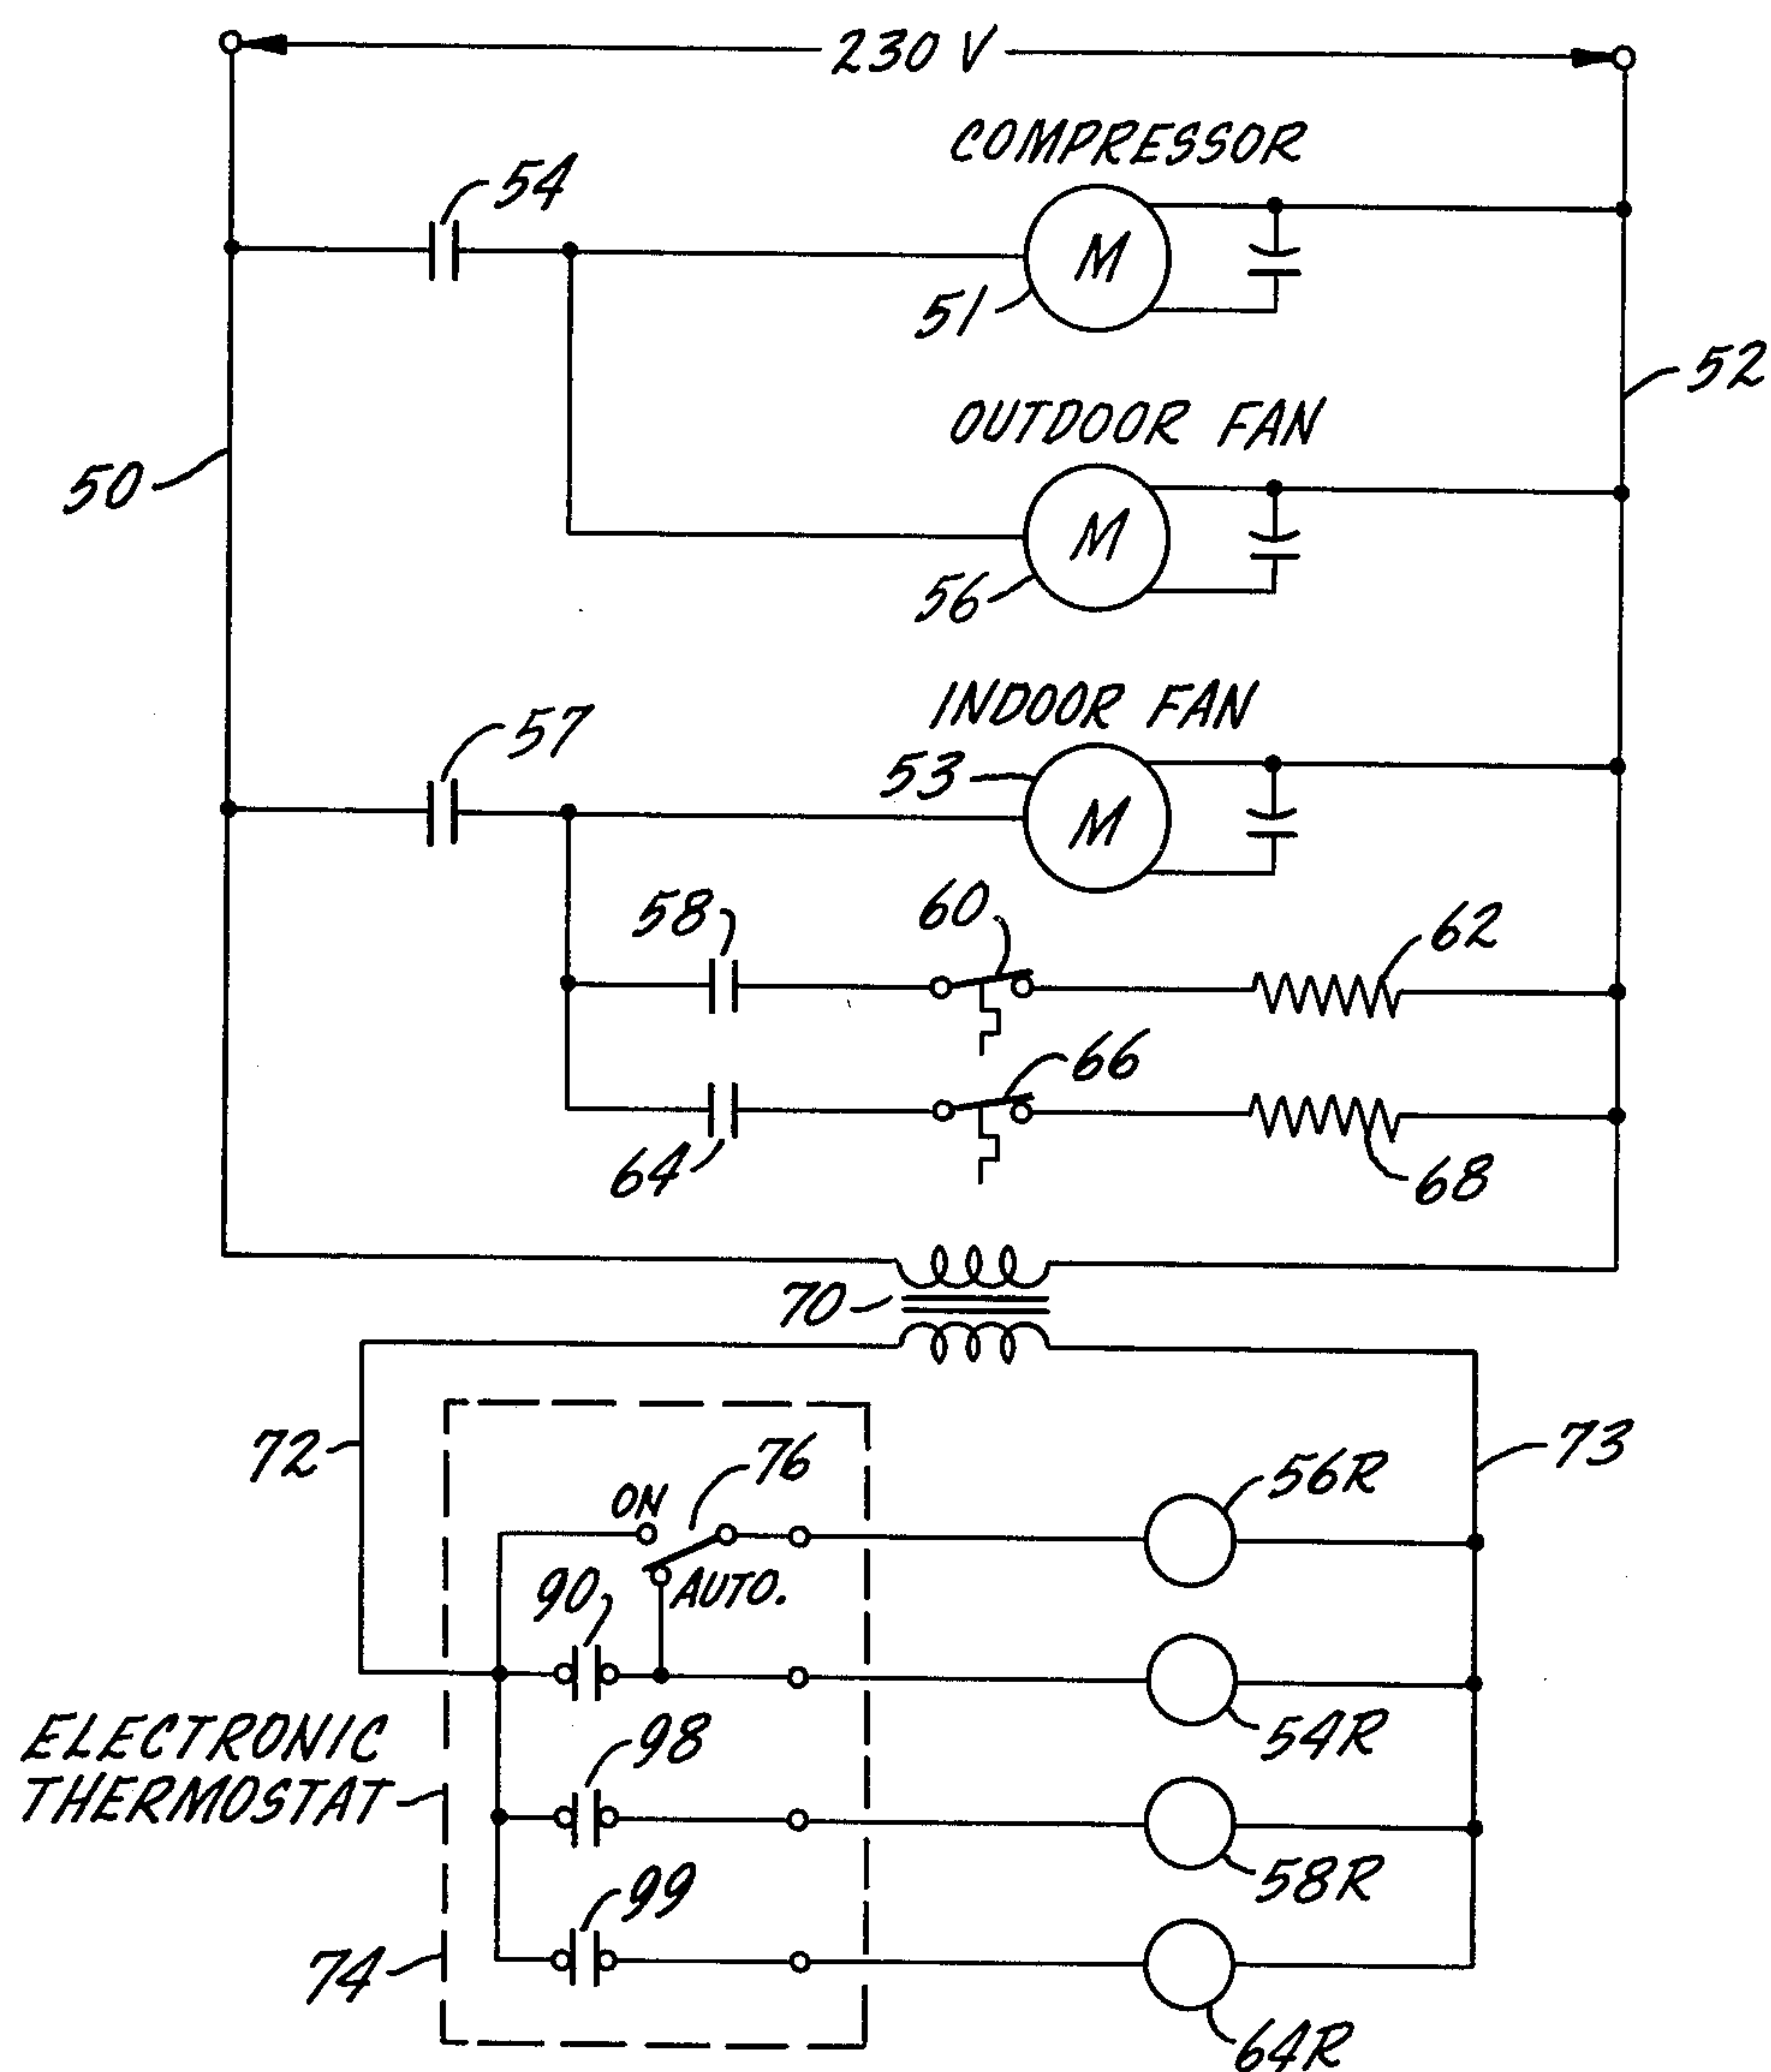 230 V
COMPRESSOR
54
M
51
52
OUTDOOR FAN
50
M
56
INDOOR FAN
57
53
M
58
60
62
66
64
68
70
72
73
76
56R
ON
90
AUTO.
54R
ELECTRONIC
THERMOSTAT
98
58R
99
74
64R